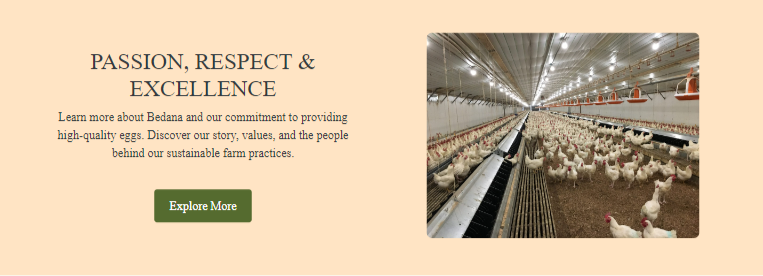 PASSION, RESPECT &
EXCELLENCE
Learn more about Bedana and our commitment to providing
high-quality eggs. Discover our story, values, and the people
behind our sustainable farm practices.
Explore More